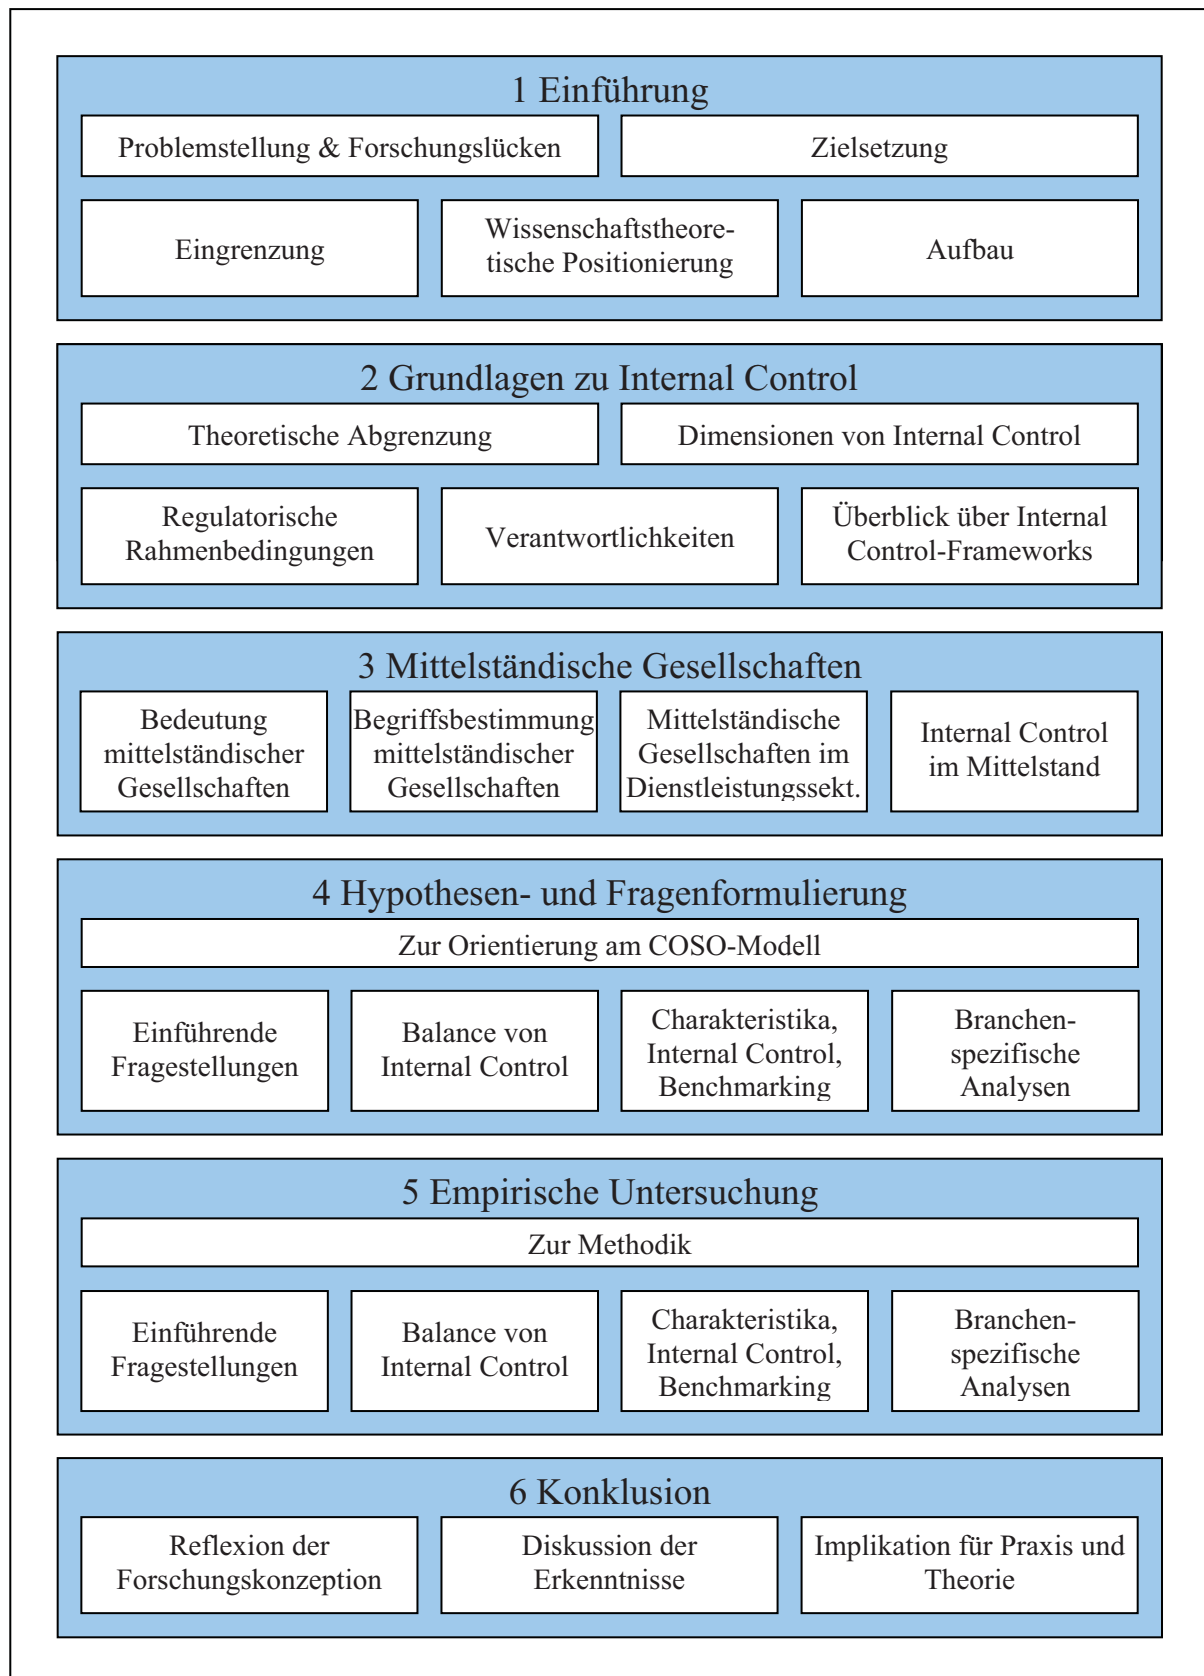 1 Einführung
Problemstellung & Forschungslücken
Zielsetzung
Eingrenzung
Wissenschaftstheore-
tische Positionierung
Aufbau
2 Grundlagen zu Internal Control
Theoretische Abgrenzung
Dimensionen von Internal Control
Regulatorische
Rahmenbedingungen
Verantwortlichkeiten
Überblick über Internal
Control-Frameworks
3 Mittelständische Gesellschaften
Bedeutung
mittelständischer
Gesellschaften
Begriffsbestimmung
mittelständischer
Gesellschaften
Mittelständische
Gesellschaften im
Dienstleistungssekt.
Internal Control
im Mittelstand
4 Hypothesen- und Fragenformulierung
Zur Orientierung am COSO-Modell
Einführende
Fragestellungen
Balance von
Internal Control
Charakteristika,
Internal Control,
Benchmarking
Branchen-
spezifische
Analysen
5 Empirische Untersuchung
Zur Methodik
Einführende
Fragestellungen
Balance von
Internal Control
Charakteristika,
Internal Control,
Benchmarking
Branchen-
spezifische
Analysen
6 Konklusion
Reflexion der
Forschungskonzeption
Diskussion der
Erkenntnisse
Implikation für Praxis und
Theorie